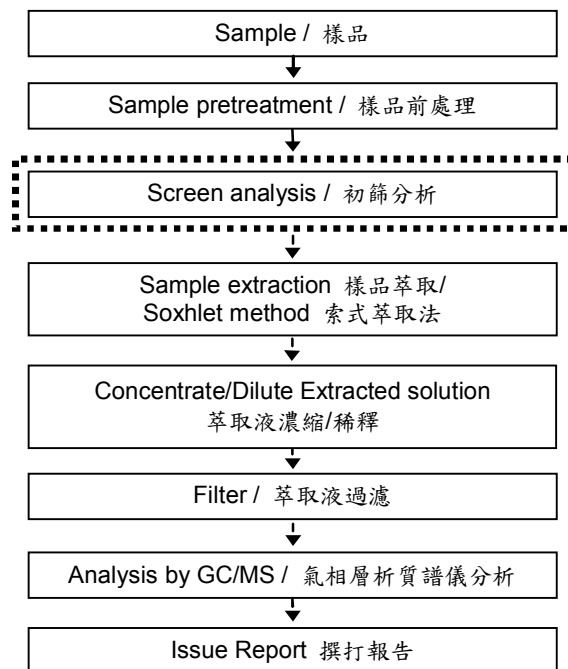 Sample / 樣品
Sample pretreatment / 樣品前處理
Screen analysis / 初篩分析
Sample extraction 樣品萃取/
Soxhlet method 索式萃取法
Concentrate/Dilute Extracted solution
萃取液濃縮/稀釋
Filter / 萃取液過濾
Analysis by GC/MS / 氣相層析質譜儀分析
Issue Report 撰打報告